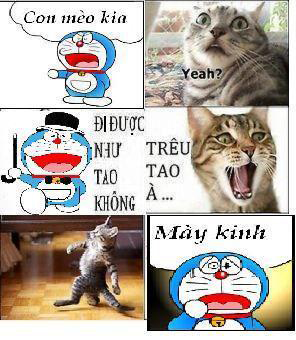 Con mèo kia
Yeah?
ĐI ĐƯỢC
NHƯ
TAO
KHÔNG
TRÊU
TAO
À ...
Mày kinh